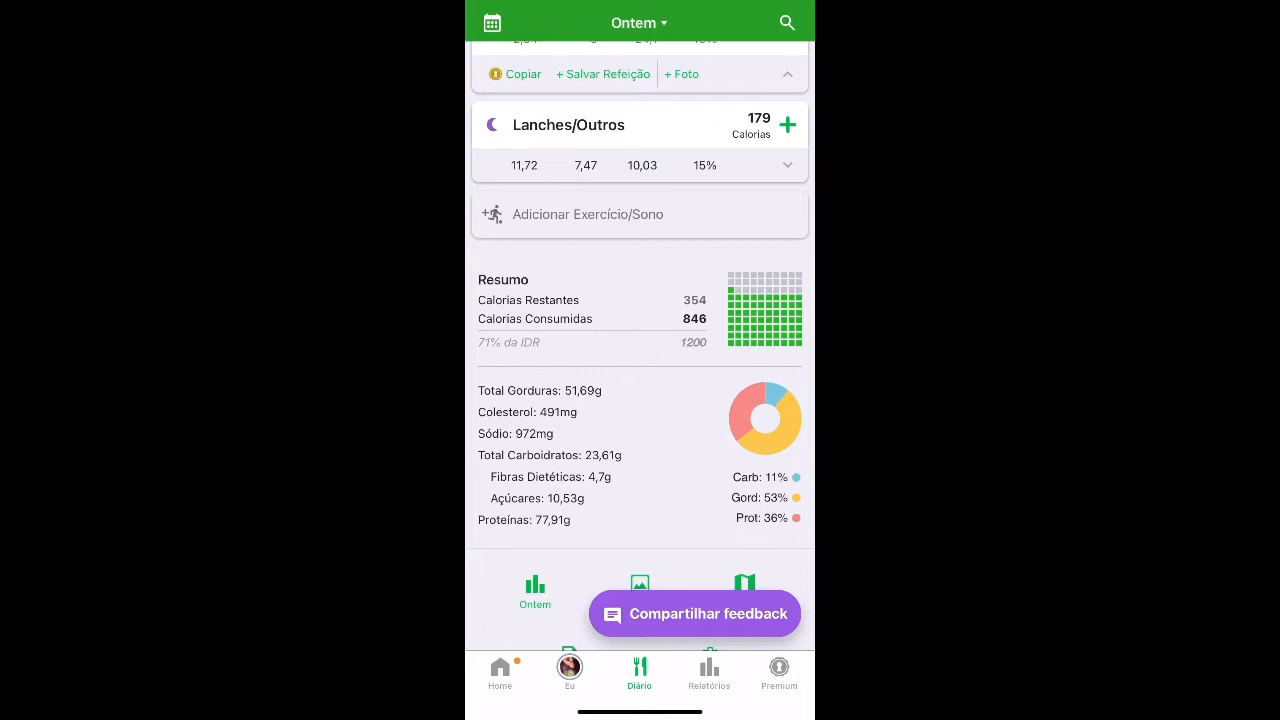 Ontem
Copiar + Salvar Refeição + Foto
Lanches/Outros 179
Calorias
11,72 7,47 10,03 15%
Adicionar Exercício/Sono
Resumo
Calorias Restantes 354
Calorias Consumidas 846
71% da IDR 1200
Total Gorduras: 51,69g
Colesterol: 491mg
Sódio: 972mg
Total Carboidratos: 23,61g
Fibras Dietéticas: 4,7g
Açúcares: 10,53g
Proteínas: 77,91g
Carb: 11%
Gord: 53%
Prot: 36%
Ontem
Compartilhar feedback
Home Eu Diário Relatórios Premium